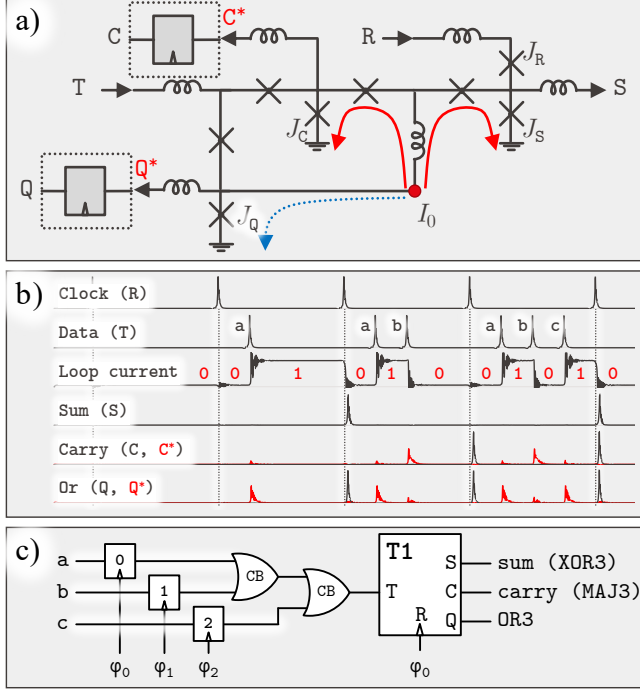 a)
C
C*
R
J_R
T
S
J_C
J_S
Q
Q*
J_Q
I_0
b)
Clock (R)
a a b a b c
Data (T)
Loop current
0 0 1 0 1 0 0 1 0 1 0
Sum (S)
Carry (C, C*)
Or (Q, Q*)
c)
T1
a 0 CB S sum (XOR3)
b 1 CB T C carry (MAJ3)
c 2 R Q OR3
φ₀ φ₁ φ₂ φ₀